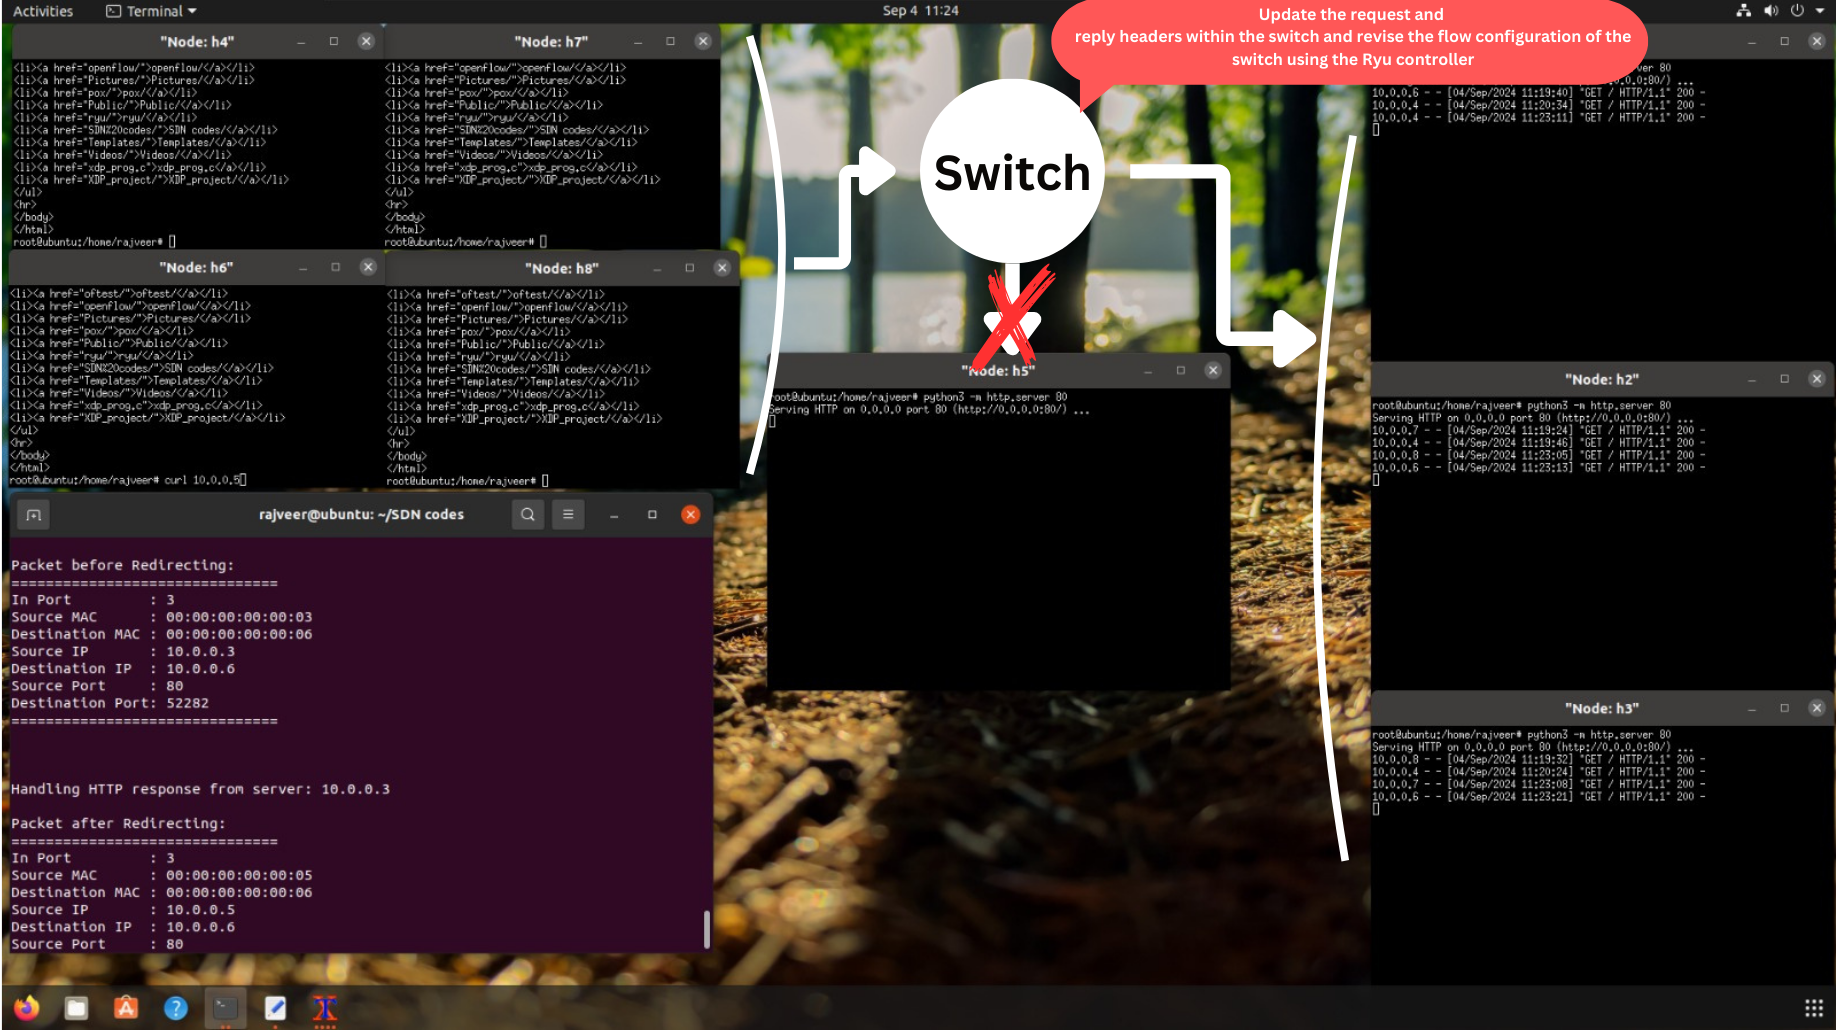 Activities
Terminal
Sep 4 11:24
Update the request and
reply headers within the switch and revise the flow configuration of the
switch using the Ryu controller
"Node: h4"
<li><a href="openflow/">openflow/</a></li>
<li><a href="Pictures/">Pictures/</a></li>
<li><a href="pox/">pox/</a></li>
<li><a href="Public/">Public/</a></li>
<li><a href="ryu/">ryu/</a></li>
<li><a href="SDN%20codes/">SDN codes/</a></li>
<li><a href="Templates/">Templates/</a></li>
<li><a href="Videos/">Videos/</a></li>
<li><a href="xdp_prog.c">xdp_prog.c</a></li>
<li><a href="XDP_project/">XDP_project/</a></li>
</ul>
<hr>
</body>
</html>
root@ubuntu:/home/rajveer#
"Node: h7"
<li><a href="openflow/">openflow/</a></li>
<li><a href="Pictures/">Pictures/</a></li>
<li><a href="pox/">pox/</a></li>
<li><a href="Public/">Public/</a></li>
<li><a href="ryu/">ryu/</a></li>
<li><a href="SDN%20codes/">SDN codes/</a></li>
<li><a href="Templates/">Templates/</a></li>
<li><a href="Videos/">Videos/</a></li>
<li><a href="xdp_prog.c">xdp_prog.c</a></li>
<li><a href="XDP_project/">XDP_project/</a></li>
</ul>
<hr>
</body>
</html>
root@ubuntu:/home/rajveer#
"Node: h6"
<li><a href="oftest/">oftest/</a></li>
<li><a href="openflow/">openflow/</a></li>
<li><a href="Pictures/">Pictures/</a></li>
<li><a href="pox/">pox/</a></li>
<li><a href="Public/">Public/</a></li>
<li><a href="ryu/">ryu/</a></li>
<li><a href="SDN%20codes/">SDN codes/</a></li>
<li><a href="Templates/">Templates/</a></li>
<li><a href="Videos/">Videos/</a></li>
<li><a href="xdp_prog.c">xdp_prog.c</a></li>
<li><a href="XDP_project/">XDP_project/</a></li>
</ul>
<hr>
</body>
</html>
root@ubuntu:/home/rajveer# curl 10.0.0.5
"Node: h8"
<li><a href="oftest/">oftest/</a></li>
<li><a href="openflow/">openflow/</a></li>
<li><a href="Pictures/">Pictures/</a></li>
<li><a href="pox/">pox/</a></li>
<li><a href="Public/">Public/</a></li>
<li><a href="ryu/">ryu/</a></li>
<li><a href="SDN%20codes/">SDN codes/</a></li>
<li><a href="Templates/">Templates/</a></li>
<li><a href="Videos/">Videos/</a></li>
<li><a href="xdp_prog.c">xdp_prog.c</a></li>
<li><a href="XDP_project/">XDP_project/</a></li>
</ul>
<hr>
</body>
</html>
root@ubuntu:/home/rajveer#
rajveer@ubuntu: ~/SDN codes
Packet before Redirecting:
===============================
In Port : 3
Source MAC : 00:00:00:00:00:03
Destination MAC : 00:00:00:00:00:06
Source IP : 10.0.0.3
Destination IP : 10.0.0.6
Source Port : 80
Destination Port: 52282
===============================
Handling HTTP response from server: 10.0.0.3
Packet after Redirecting:
===============================
In Port : 3
Source MAC : 00:00:00:00:00:05
Destination MAC : 00:00:00:00:00:06
Source IP : 10.0.0.5
Destination IP : 10.0.0.6
Source Port : 80
Switch
"Node: h5"
root@ubuntu:/home/rajveer# python3 -m http.server 80
Serving HTTP on 0.0.0.0 port 80 (http://0.0.0.0:80/) ...
ver 80
0.0.0:80/) ...
10.0.0.6 - - [04/Sep/2024 11:19:40] "GET / HTTP/1.1" 200 -
10.0.0.4 - - [04/Sep/2024 11:20:34] "GET / HTTP/1.1" 200 -
10.0.0.4 - - [04/Sep/2024 11:23:11] "GET / HTTP/1.1" 200 -
"Node: h2"
root@ubuntu:/home/rajveer# python3 -m http.server 80
Serving HTTP on 0.0.0.0 port 80 (http://0.0.0.0:80/) ...
10.0.0.7 - - [04/Sep/2024 11:19:24] "GET / HTTP/1.1" 200 -
10.0.0.4 - - [04/Sep/2024 11:19:46] "GET / HTTP/1.1" 200 -
10.0.0.8 - - [04/Sep/2024 11:23:05] "GET / HTTP/1.1" 200 -
10.0.0.6 - - [04/Sep/2024 11:23:13] "GET / HTTP/1.1" 200 -
"Node: h3"
root@ubuntu:/home/rajveer# python3 -m http.server 80
Serving HTTP on 0.0.0.0 port 80 (http://0.0.0.0:80/) ...
10.0.0.8 - - [04/Sep/2024 11:19:32] "GET / HTTP/1.1" 200 -
10.0.0.4 - - [04/Sep/2024 11:20:24] "GET / HTTP/1.1" 200 -
10.0.0.7 - - [04/Sep/2024 11:23:08] "GET / HTTP/1.1" 200 -
10.0.0.6 - - [04/Sep/2024 11:23:21] "GET / HTTP/1.1" 200 -